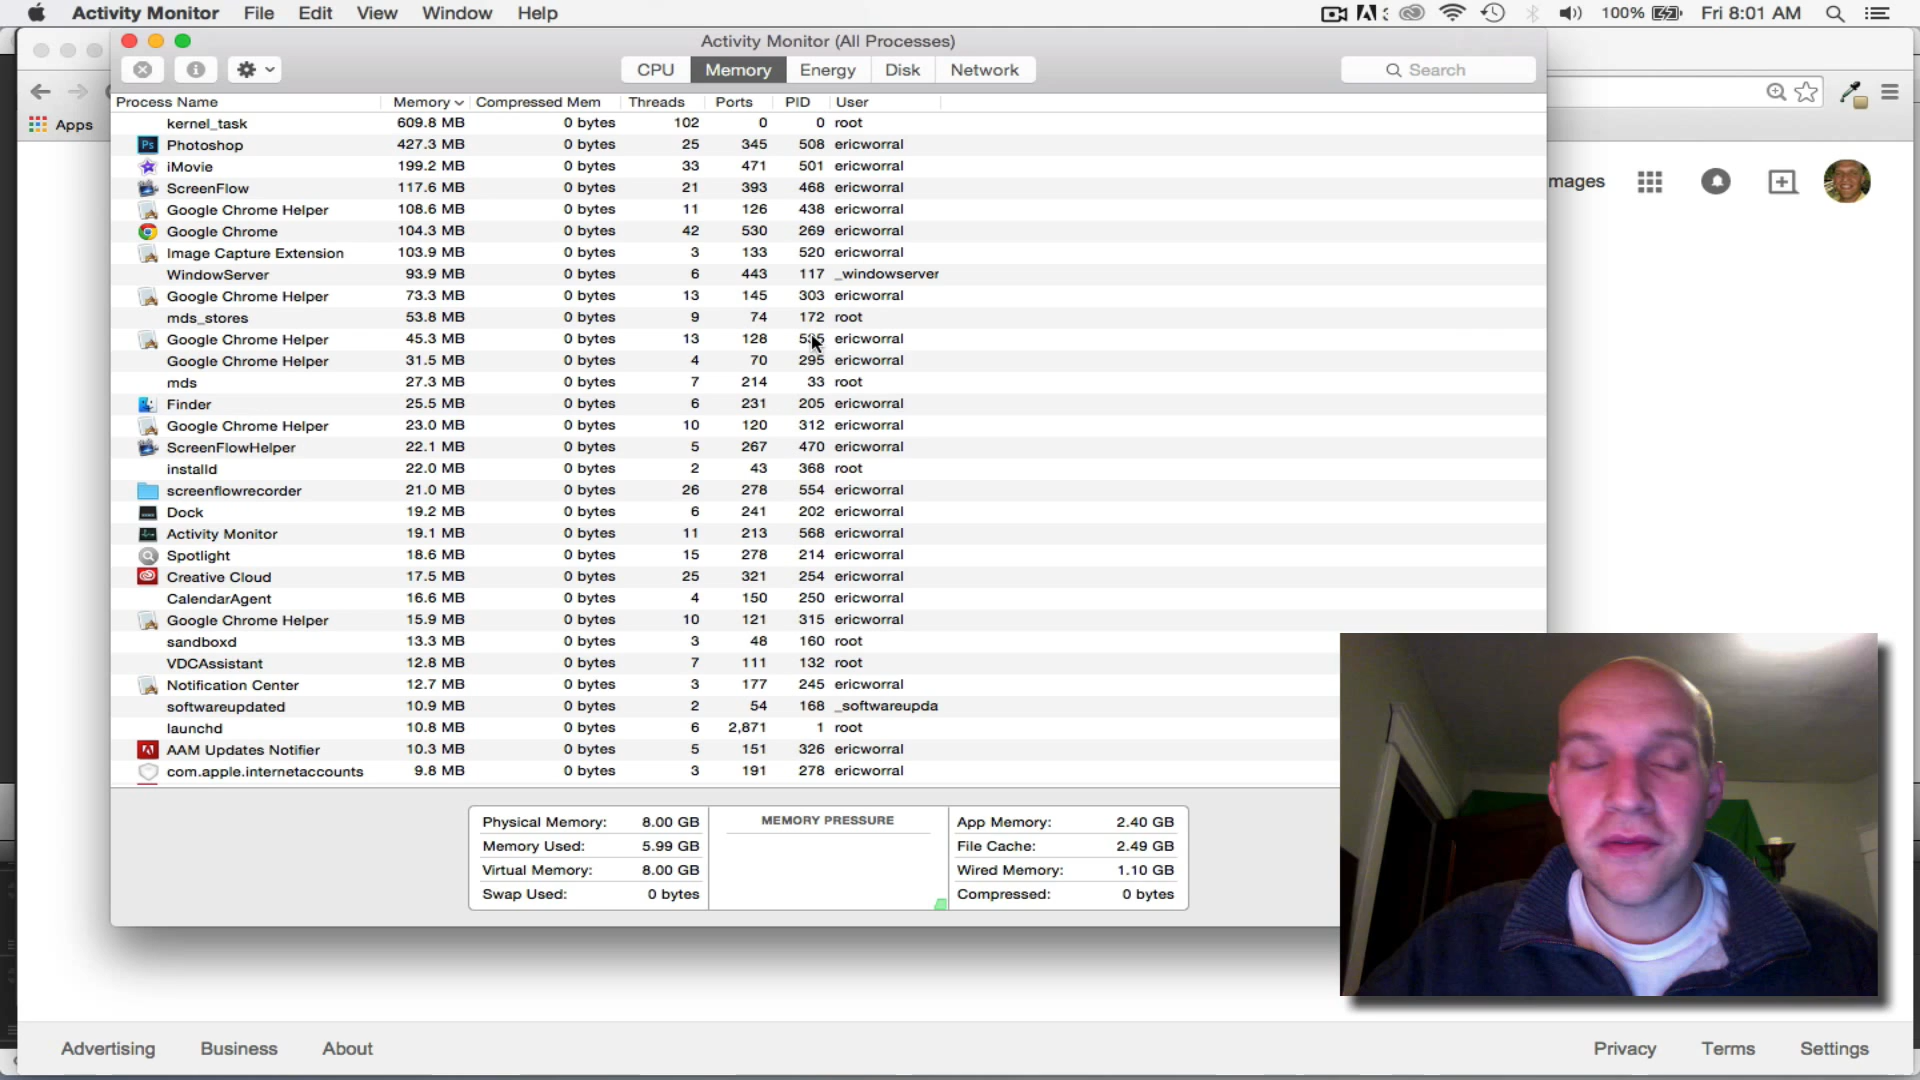 Activity Monitor File Edit View Window Help 100% Fri 8:01 AM
Activity Monitor (All Processes)
CPU Memory Energy Disk Network Search
Process Name Memory Compressed Mem Threads Ports PID User
Apps
kernel_task 609.8 MB 0 bytes 102 0 0 root
Ps Photoshop 427.3 MB 0 bytes 25 345 508 ericworral
iMovie 199.2 MB 0 bytes 33 471 501 ericworral
mages
ScreenFlow 117.6 MB 0 bytes 21 393 468 ericworral
Google Chrome Helper 108.6 MB 0 bytes 11 126 438 ericworral
Google Chrome 104.3 MB 0 bytes 42 530 269 ericworral
Image Capture Extension 103.9 MB 0 bytes 3 133 520 ericworral
WindowServer 93.9 MB 0 bytes 6 443 117 _windowserver
Google Chrome Helper 73.3 MB 0 bytes 13 145 303 ericworral
mds_stores 53.8 MB 0 bytes 9 74 172 root
Google Chrome Helper 45.3 MB 0 bytes 13 128 ericworral
Google Chrome Helper 31.5 MB 0 bytes 4 70 295 ericworral
mds 27.3 MB 0 bytes 7 214 33 root
Finder 25.5 MB 0 bytes 6 231 205 ericworral
Google Chrome Helper 23.0 MB 0 bytes 10 120 312 ericworral
ScreenFlowHelper 22.1 MB 0 bytes 5 267 470 ericworral
installd 22.0 MB 0 bytes 2 43 368 root
screenflowrecorder 21.0 MB 0 bytes 26 278 554 ericworral
Dock 19.2 MB 0 bytes 6 241 202 ericworral
Activity Monitor 19.1 MB 0 bytes 11 213 568 ericworral
Spotlight 18.6 MB 0 bytes 15 278 214 ericworral
Creative Cloud 17.5 MB 0 bytes 25 321 254 ericworral
CalendarAgent 16.6 MB 0 bytes 4 150 250 ericworral
Google Chrome Helper 15.9 MB 0 bytes 10 121 315 ericworral
sandboxd 13.3 MB 0 bytes 3 48 160 root
VDCAssistant 12.8 MB 0 bytes 7 111 132 root
Notification Center 12.7 MB 0 bytes 3 177 245 ericworral
softwareupdated 10.9 MB 0 bytes 2 54 168 _softwareupda
launchd 10.8 MB 0 bytes 6 2,871 1 root
AAM Updates Notifier 10.3 MB 0 bytes 5 151 326 ericworral
com.apple.internetaccounts 9.8 MB 0 bytes 3 191 278 ericworral
Physical Memory: 8.00 GB MEMORY PRESSURE App Memory: 2.40 GB
Memory Used: 5.99 GB File Cache: 2.49 GB
Virtual Memory: 8.00 GB Wired Memory: 1.10 GB
Swap Used: 0 bytes Compressed: 0 bytes
Advertising Business About Privacy Terms Settings